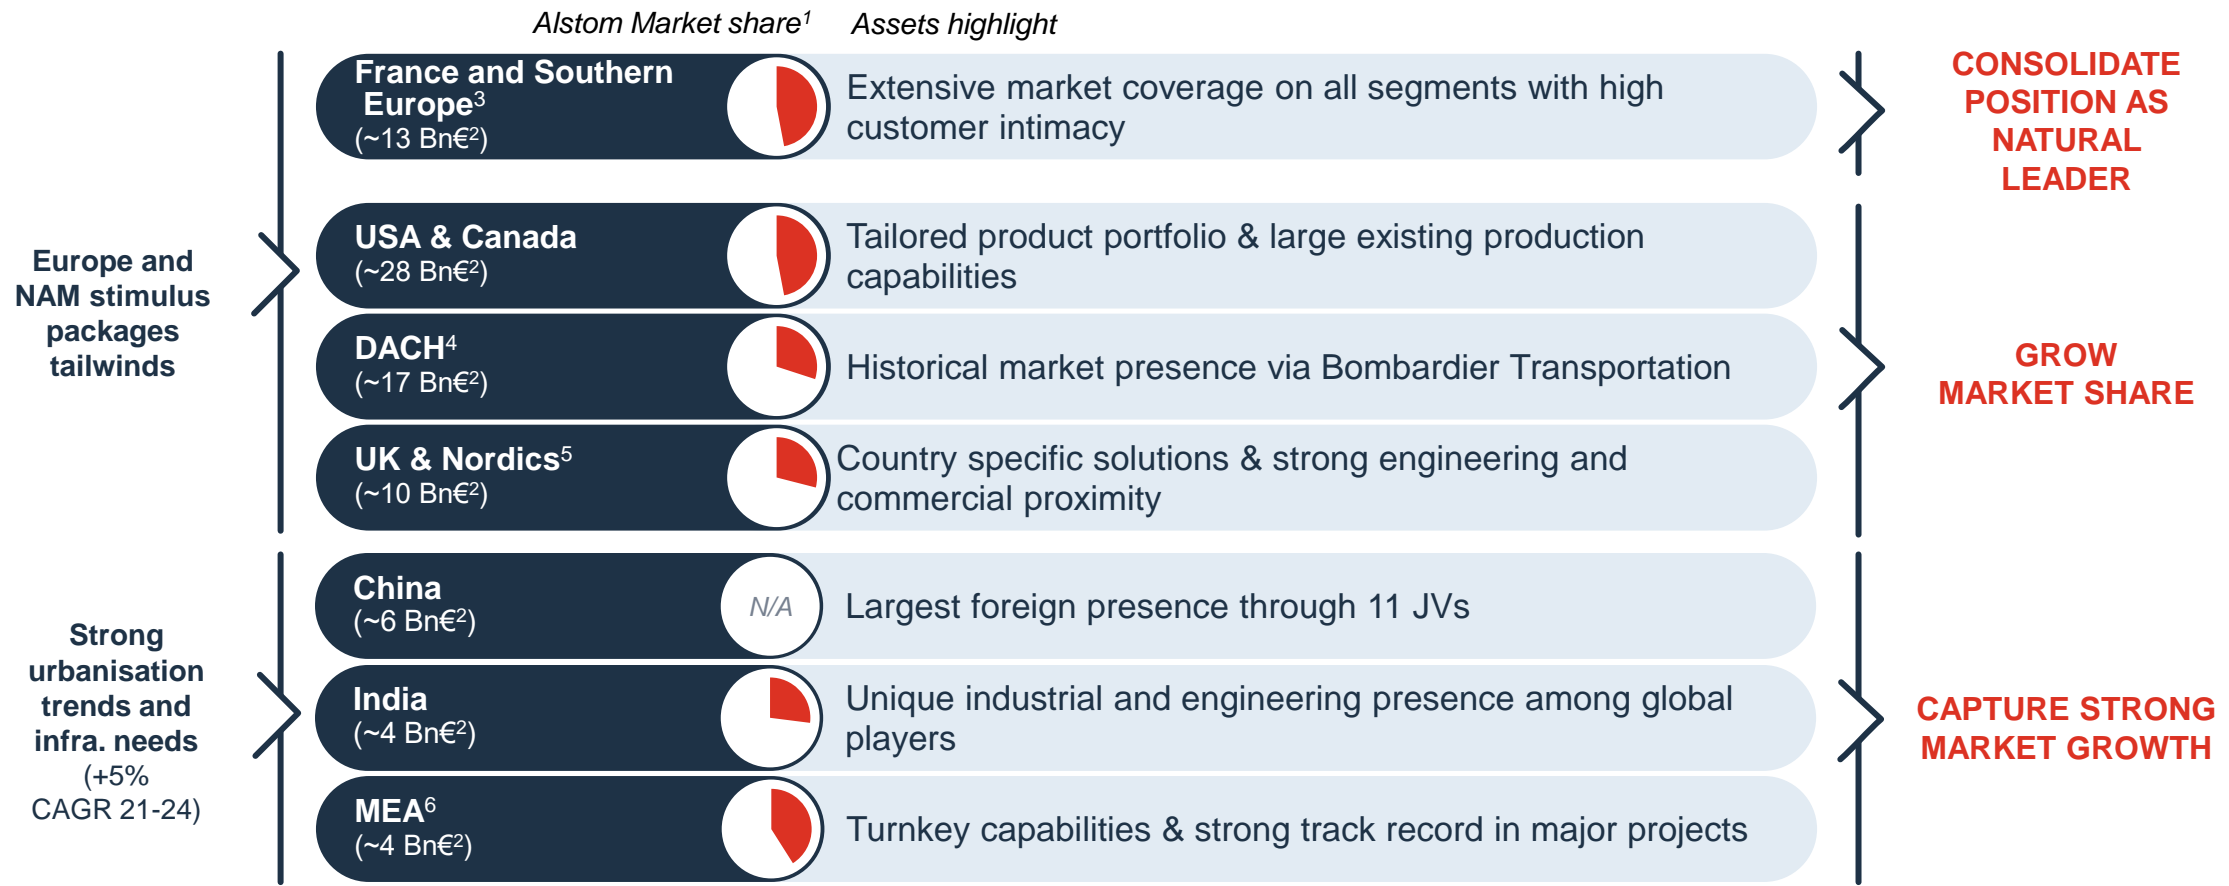 Alstom Market share1
Assets highlight
Europe and
NAM stimulus
packages
tailwinds
France and Southern
Europe3
(~13 Bn€2)
Extensive market coverage on all segments with high
customer intimacy
CONSOLIDATE
POSITION AS
NATURAL
LEADER
USA & Canada
(~28 Bn€2)
Tailored product portfolio & large existing production
capabilities
DACH4
(~17 Bn€2)
Historical market presence via Bombardier Transportation
UK & Nordics5
(~10 Bn€2)
Country specific solutions & strong engineering and
commercial proximity
GROW
MARKET SHARE
Strong
urbanisation
trends and
infra. needs
(+5%
CAGR 21-24)
China
(~6 Bn€2)
N/A
Largest foreign presence through 11 JVs
India
(~4 Bn€2)
Unique industrial and engineering presence among global
players
MEA6
(~4 Bn€2)
Turnkey capabilities & strong track record in major projects
CAPTURE STRONG
MARKET GROWTH